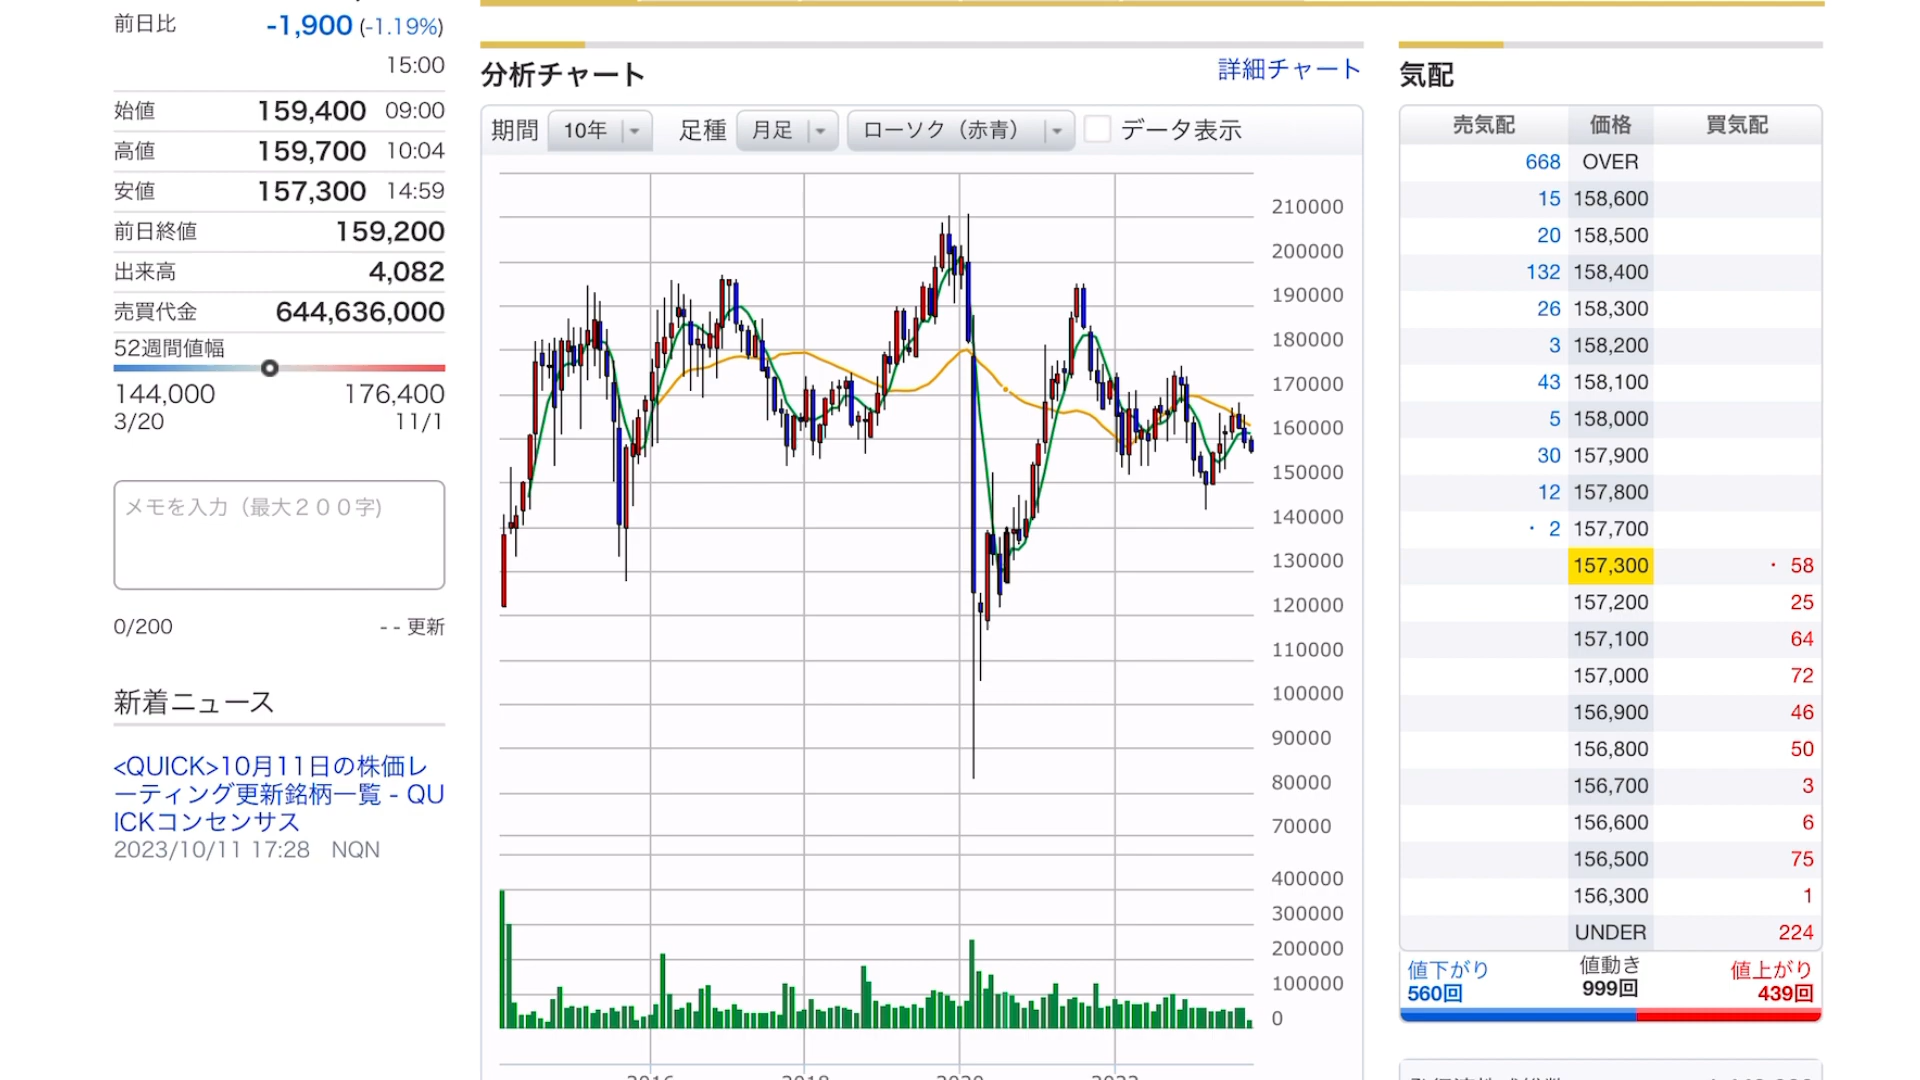 前日比 -1,900 (-1.19%)
15:00
始値 159,400 09:00
高値 159,700 10:04
安値 157,300 14:59
前日終値 159,200
出来高 4,082
売買代金 644,636,000
52週間値幅
144,000 176,400
3/20 11/1
メモを入力（最大２００字)
0/200 - - 更新
新着ニュース
<QUICK>10月11日の株価レ
ーティング更新銘柄一覧 - QU
ICKコンセンサス
2023/10/11 17:28 NQN
分析チャート 詳細チャート
期間 10年 足種 月足 ローソク（赤青） データ表示
210000
200000
190000
180000
170000
160000
150000
140000
130000
120000
110000
100000
90000
80000
70000
400000
300000
200000
100000
0
2016 2018 2020 2022
気配
売気配 価格 買気配
668 OVER
15 158,600
20 158,500
132 158,400
26 158,300
3 158,200
43 158,100
5 158,000
30 157,900
12 157,800
・ 2 157,700
157,300 ・ 58
157,200 25
157,100 64
157,000 72
156,900 46
156,800 50
156,700 3
156,600 6
156,500 75
156,300 1
UNDER 224
値下がり 値動き 値上がり
560回 999回 439回